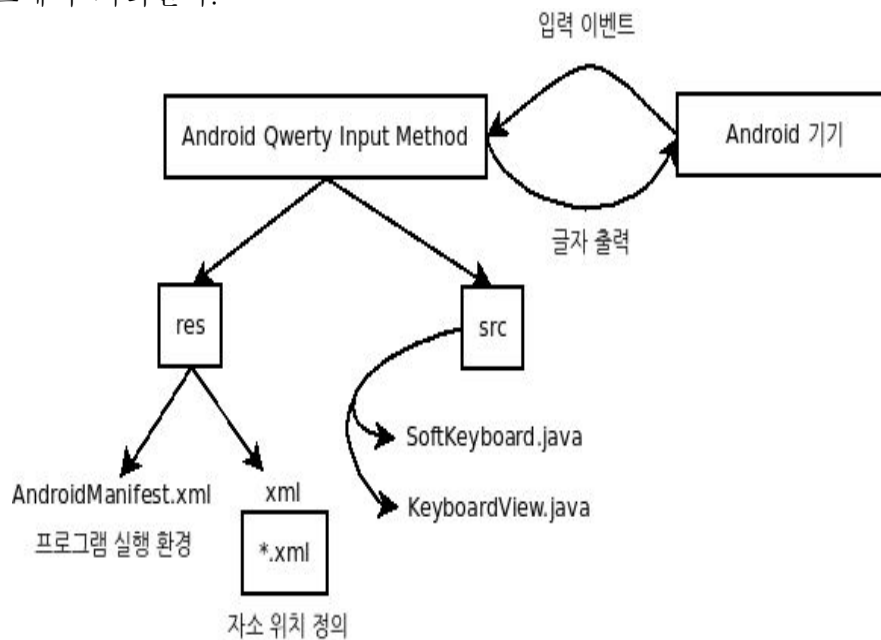 입력 이벤트
Android Qwerty Input Method
Android 기기
글자 출력
res
src
SoftKeyboard.java
AndroidManifest.xml
xml
KeyboardView.java
프로그램 실행 환경
*.xml
자소 위치 정의